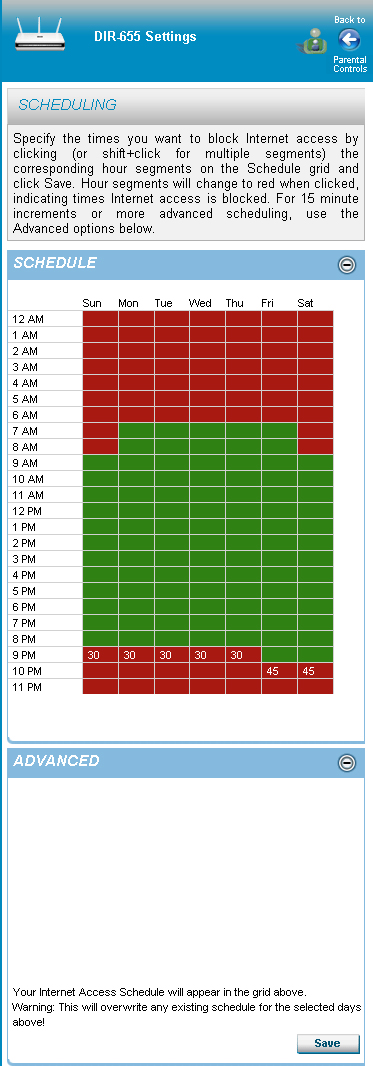 DIR-655 Settings
Back to
Parental
Controls
SCHEDULING
Specify the times you want to block Internet access by
clicking (or shift+click for multiple segments) the
corresponding hour segments on the Schedule grid and
click Save. Hour segments will change to red when clicked,
indicating times Internet access is blocked. For 15 minute
increments or more advanced scheduling, use the
Advanced options below.
SCHEDULE
Sun Mon Tue Wed Thu Fri Sat
12 AM
1 AM
2 AM
3 AM
4 AM
5 AM
6 AM
7 AM
8 AM
9 AM
10 AM
11 AM
12 PM
1 PM
2 PM
3 PM
4 PM
5 PM
6 PM
7 PM
8 PM
9 PM 30 30 30 30 30
10 PM 45 45
11 PM
ADVANCED
Your Internet Access Schedule will appear in the grid above.
Warning: This will overwrite any existing schedule for the selected days
above!
Save